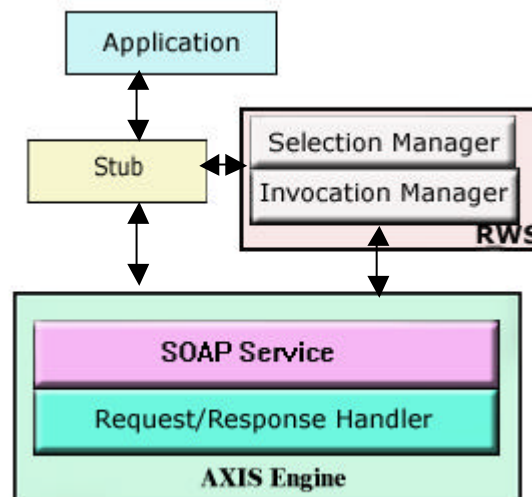 Application
Selection Manager
Stub
Invocation Manager
RWS
SOAP Service
Request/Response Handler
AXIS Engine